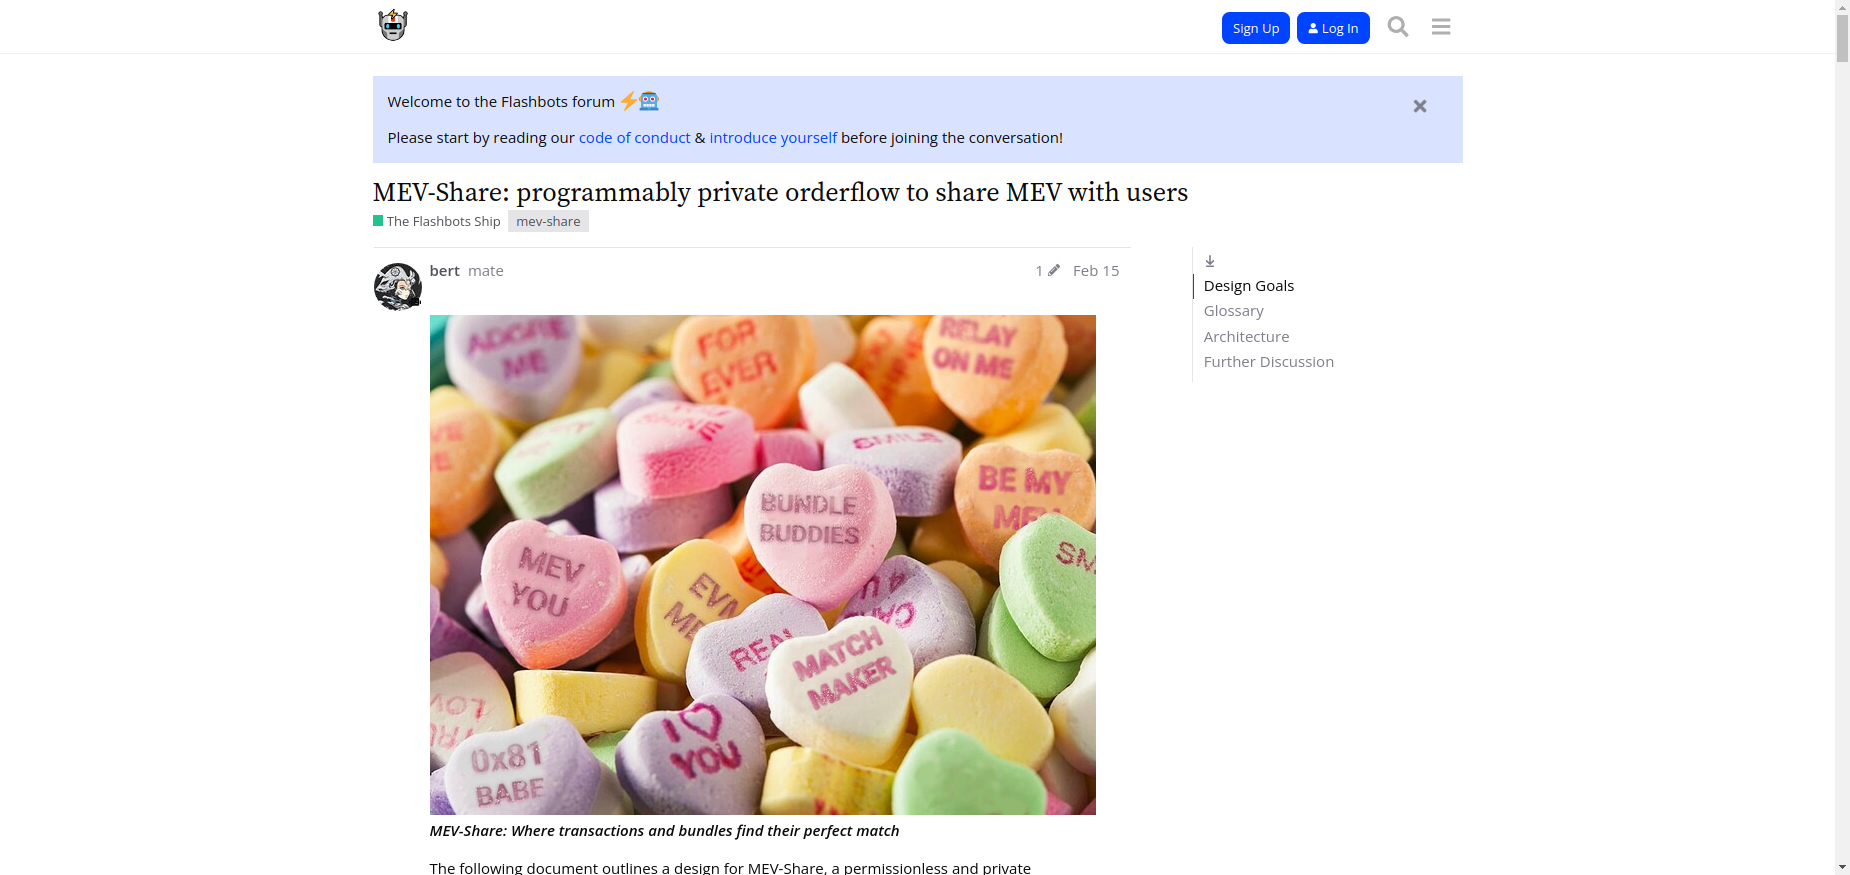 Sign Up
Log In
Welcome to the Flashbots forum
Please start by reading our code of conduct & introduce yourself before joining the conversation!
MEV-Share: programmably private orderflow to share MEV with users
The Flashbots Ship
mev-share
bert mate
1
Feb 15
Design Goals
Glossary
Architecture
Further Discussion
ADORE
ME
FOR
EVER
RELAY
ON ME
SMILE
BE MY
BUNDLE
BUDDIES
MEV
YOU
MATCH
MAKER
I
YOU
0x81
BABE
MEV-Share: Where transactions and bundles find their perfect match
The following document outlines a design for MEV-Share, a permissionless and private